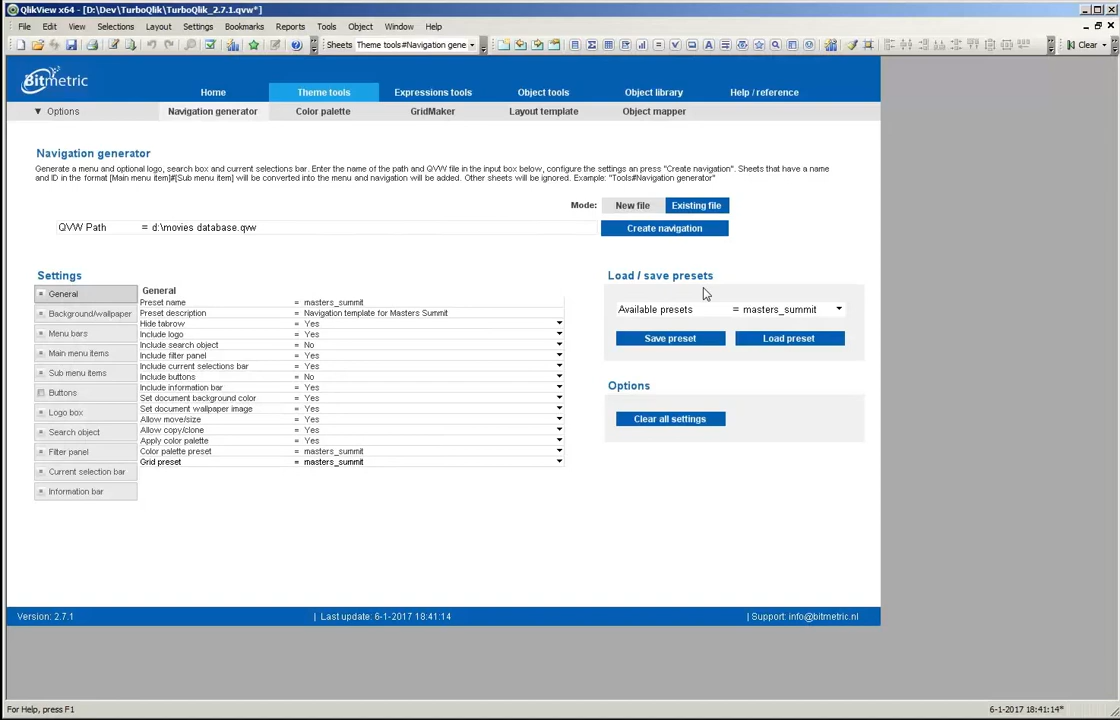 QlikView x64 - [D:\Dev\TurboQlik\TurboQlik_2.7.1.qvw*]
File Edit View Selections Layout Settings Bookmarks Reports Tools Object Window Help
Sheets Theme tools#Navigation gene Clear
Bitmetric
Home Theme tools Expressions tools Object tools Object library Help / reference
▼ Options Navigation generator Color palette GridMaker Layout template Object mapper
Navigation generator
Generate a menu and optional logo, search box and current selections bar. Enter the name of the path and QVW file in the input box below, configure the settings an press "Create navigation". Sheets that have a name
and ID in the format [Main menu item]#[Sub menu item] will be converted into the menu and navigation will be added. Other sheets will be ignored. Example: "Tools#Navigation generator"
Mode: New file Existing file
QVW Path = d:\movies database.qvw Create navigation
Settings
General
Background/wallpaper
Menu bars
Main menu items
Sub menu items
Buttons
Logo box
Search object
Filter panel
Current selection bar
Information bar
General
Preset name = masters_summit
Preset description = Navigation template for Masters Summit
Hide tabrow = Yes
Include logo = Yes
Include search object = No
Include filter panel = Yes
Include current selections bar = Yes
Include buttons = No
Include information bar = Yes
Set document background color = Yes
Set document wallpaper image = Yes
Allow move/size = Yes
Allow copy/clone = Yes
Apply color palette = Yes
Color palette preset = masters_summit
Grid preset = masters_summit
Load / save presets
Available presets = masters_summit
Save preset Load preset
Options
Clear all settings
Version: 2.7.1 | Last update: 6-1-2017 18:41:14 | Support: info@bitmetric.nl
For Help, press F1 6-1-2017 18:41:14*